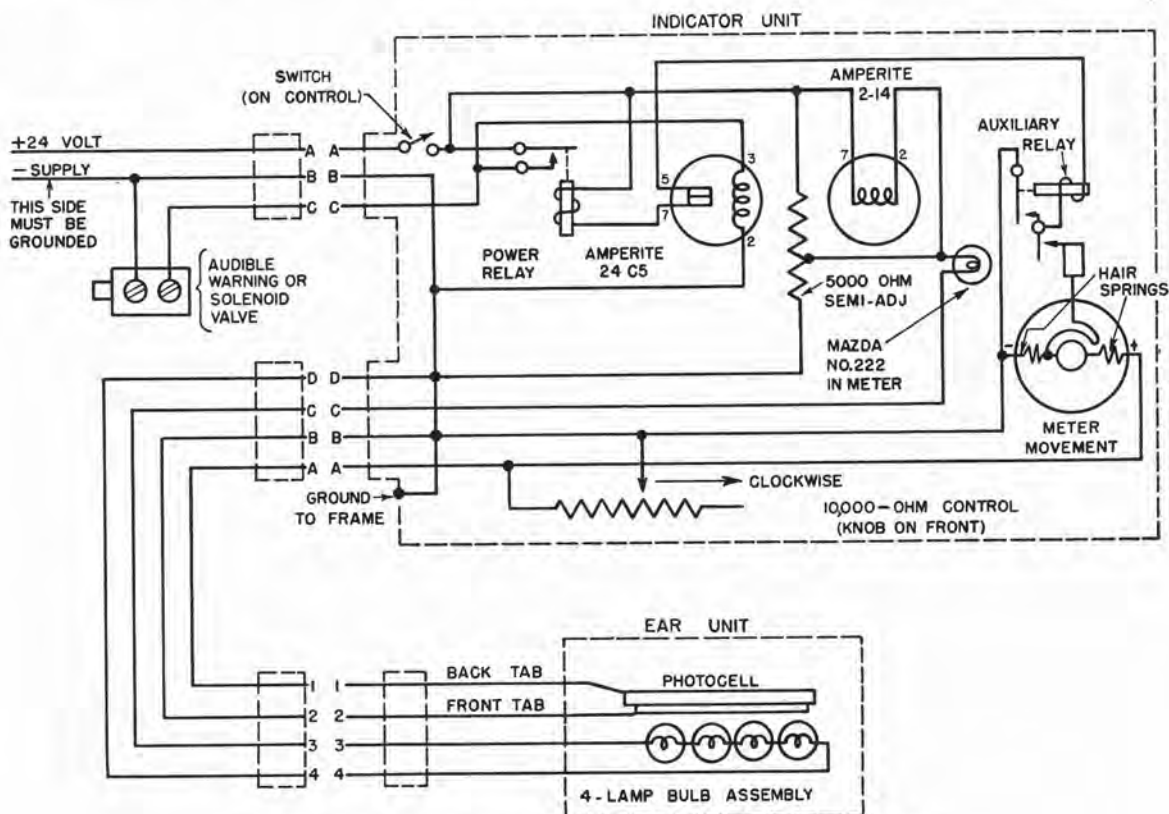 INDICATOR UNIT
SWITCH
(ON CONTROL)
AMPERITE
2-14
AUXILIARY
RELAY
+24 VOLT
A A
- SUPPLY
B B
C C
THIS SIDE
MUST BE
GROUNDED
AUDIBLE
WARNING OR
SOLENOID
VALVE
POWER
RELAY
AMPERITE
24 C5
5
7
3
2
7
2
5000 OHM
SEMI-ADJ
MAZDA
NO.222
IN METER
HAIR
SPRINGS
- +
METER
MOVEMENT
D D
C C
B B
A A
GROUND
TO FRAME
CLOCKWISE
10,000-OHM CONTROL
(KNOB ON FRONT)
EAR UNIT
1 1
BACK TAB
PHOTOCELL
2 2
FRONT TAB
3 3
4 4
4-LAMP BULB ASSEMBLY